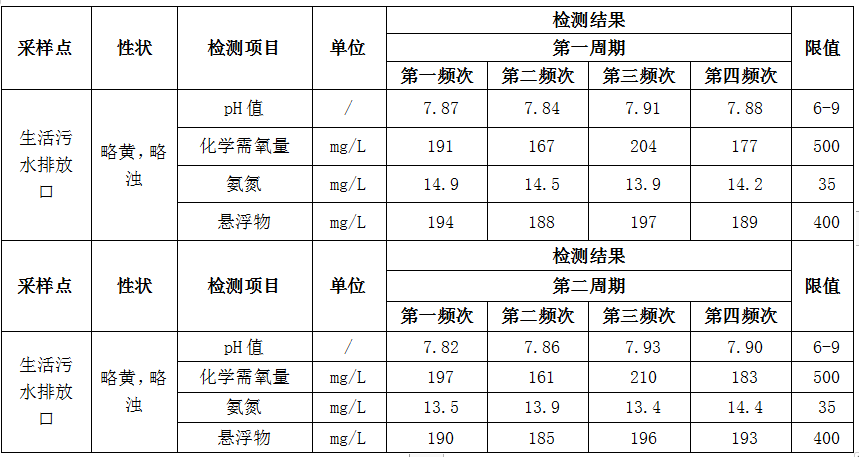 采样点 性状 检测项目 单位 检测结果 限值
第一周期
第一频次 第二频次 第三频次 第四频次
生活污水排放口 略黄，略浊 pH值 / 7.87 7.84 7.91 7.88 6-9
化学需氧量 mg/L 191 167 204 177 500
氨氮 mg/L 14.9 14.5 13.9 14.2 35
悬浮物 mg/L 194 188 197 189 400
采样点 性状 检测项目 单位 检测结果 限值
第二周期
第一频次 第二频次 第三频次 第四频次
生活污水排放口 略黄，略浊 pH值 / 7.82 7.86 7.93 7.90 6-9
化学需氧量 mg/L 197 161 210 183 500
氨氮 mg/L 13.5 13.9 13.4 14.4 35
悬浮物 mg/L 190 185 196 193 400